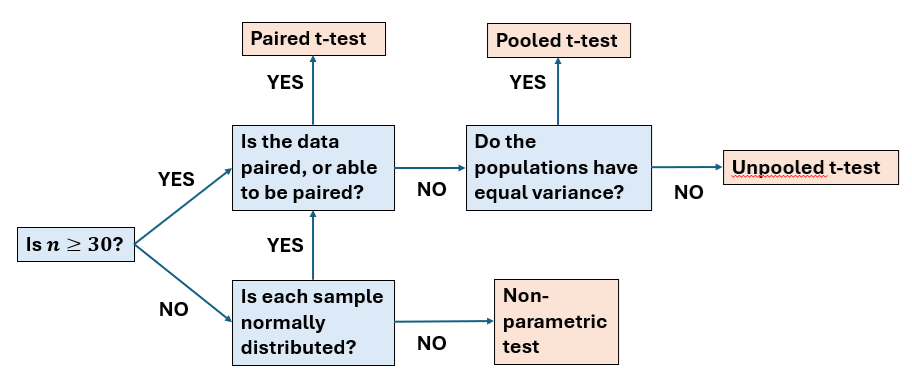 Paired t-test
Pooled t-test
YES
YES
Is the data
paired, or able
to be paired?
Do the
populations have
equal variance?
Unpooled t-test
YES
NO
NO
Is n ≥ 30?
YES
NO
Is each sample
normally
distributed?
Non-
parametric
test
NO